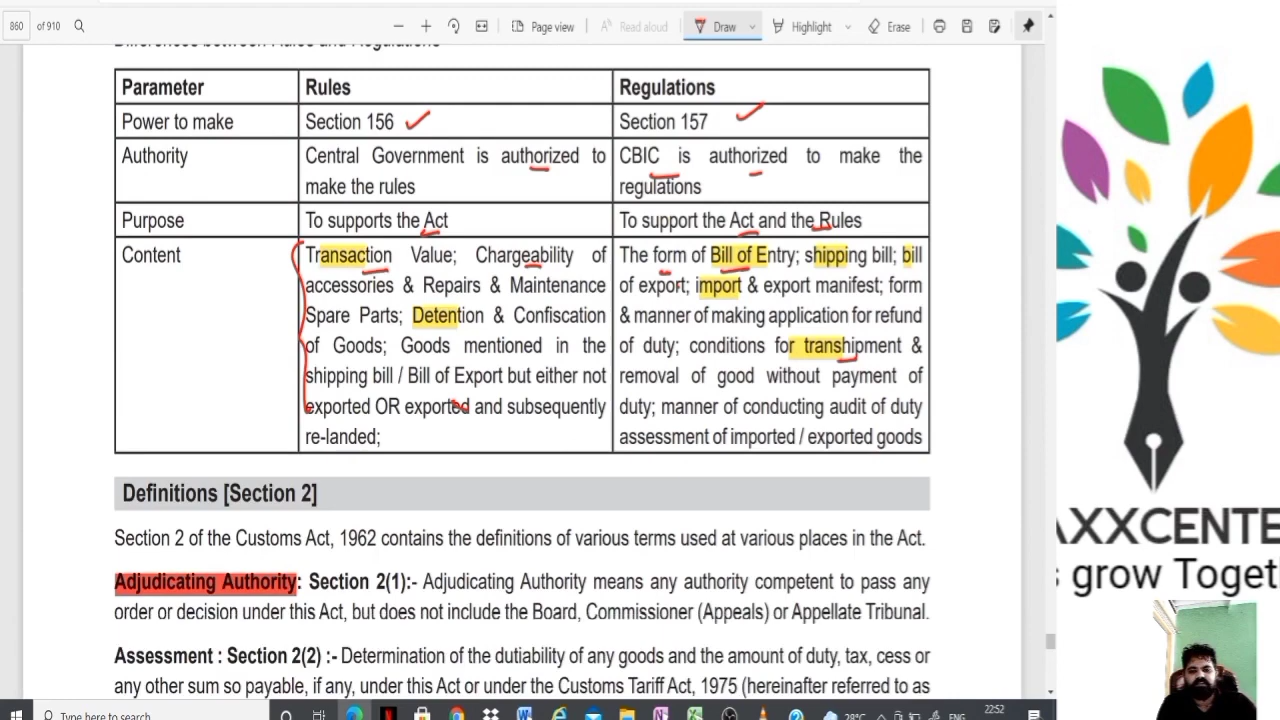 860 of 910 Page view Read aloud Draw Highlight Erase
Differences between Rules and Regulations
Parameter Rules Regulations
Power to make Section 156 Section 157
Authority Central Government is authorized to CBIC is authorized to make the
make the rules regulations
Purpose To supports the Act To support the Act and the Rules
Content Transaction Value; Chargeability of The form of Bill of Entry; shipping bill; bill
accessories & Repairs & Maintenance of export; import & export manifest; form
Spare Parts; Detention & Confiscation & manner of making application for refund
of Goods; Goods mentioned in the of duty; conditions for transhipment &
shipping bill / Bill of Export but either not removal of good without payment of
exported OR exported and subsequently duty; manner of conducting audit of duty
re-landed; assessment of imported / exported goods
Definitions [Section 2]
Section 2 of the Customs Act, 1962 contains the definitions of various terms used at various places in the Act.
Adjudicating Authority: Section 2(1):- Adjudicating Authority means any authority competent to pass any
order or decision under this Act, but does not include the Board, Commissioner (Appeals) or Appellate Tribunal.
Assessment : Section 2(2) :- Determination of the dutiability of any goods and the amount of duty, tax, cess or
any other sum so payable, if any, under this Act or under the Customs Tariff Act, 1975 (hereinafter referred to as
AXXCENTE
s grow Togeth
Type here to search 28°C ENG 22:52